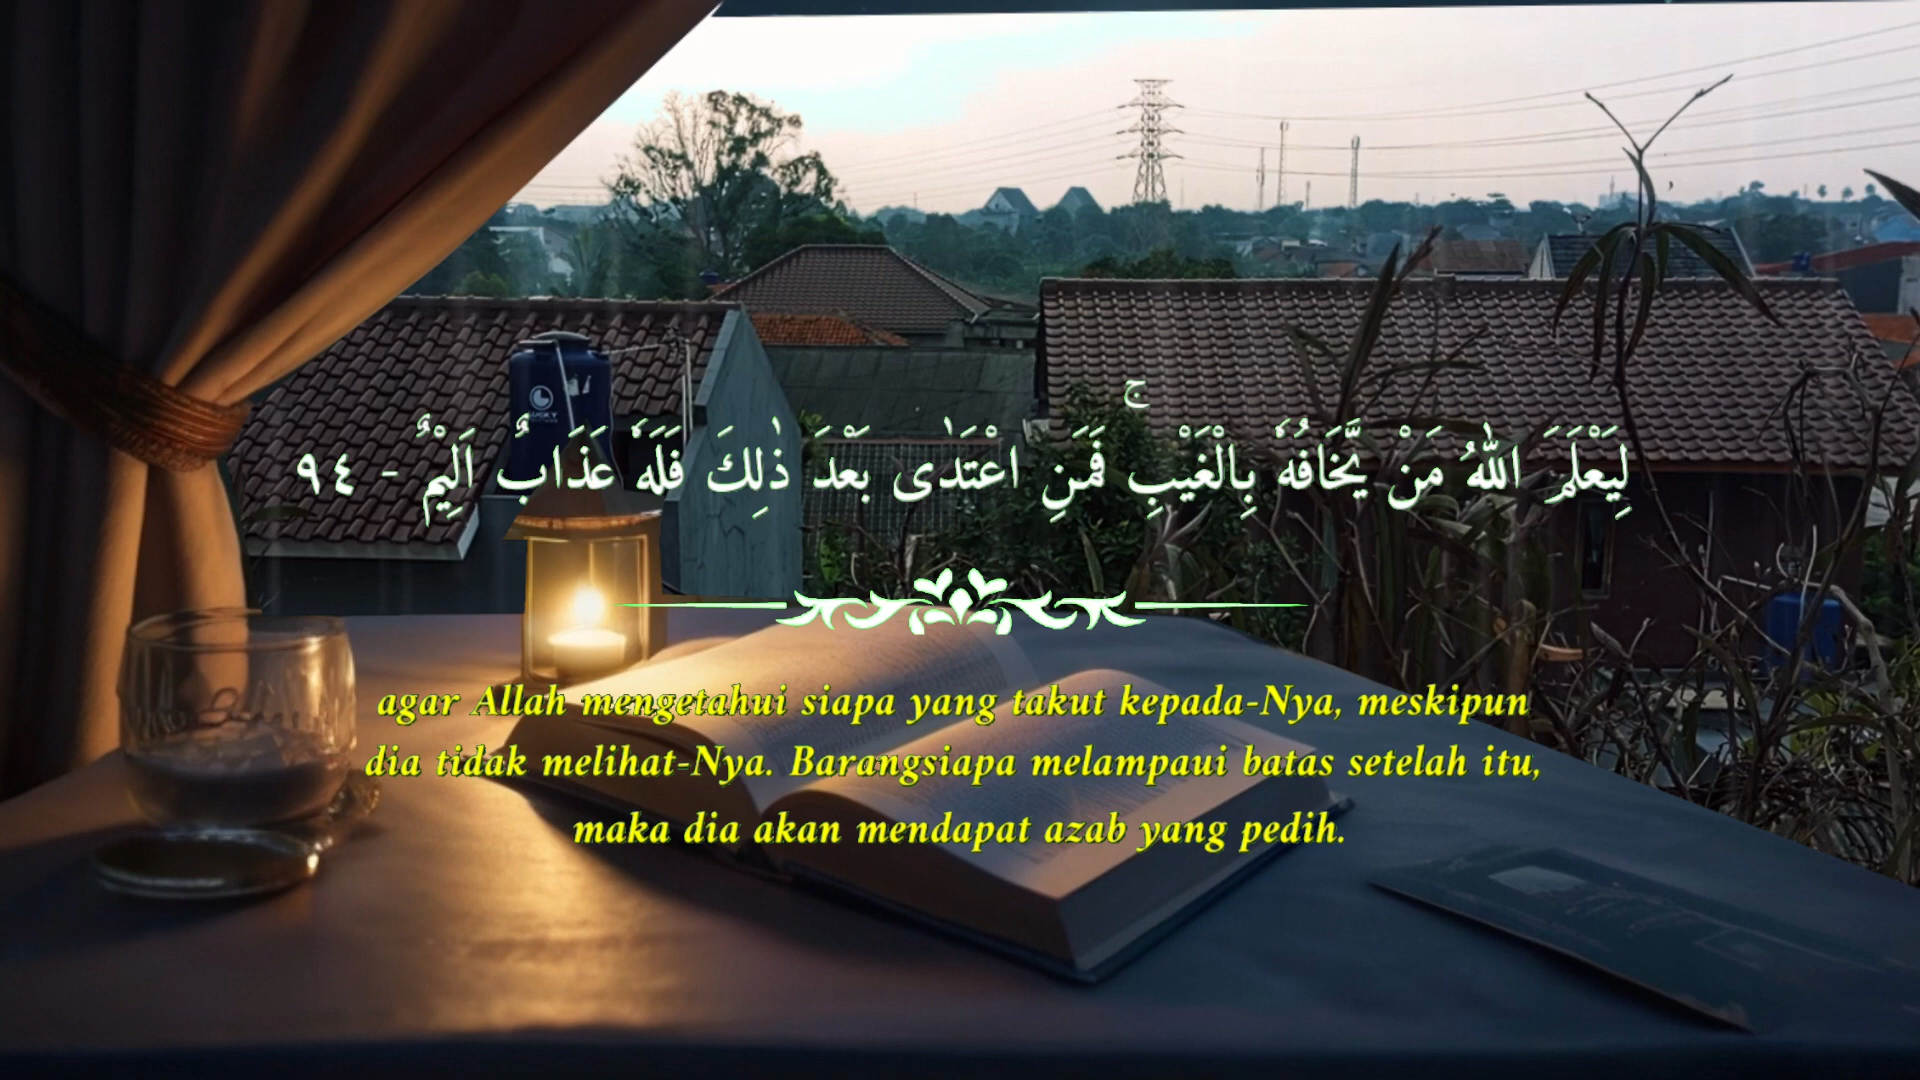 لِيَعْلَمَ اللّٰهُ مَنْ يَّخَافُهٗ بِالْغَيْبِۚ فَمَنِ اعْتَدٰى بَعْدَ ذٰلِكَ فَلَهٗ عَذَابٌ اَلِيْمٌ - ٩٤
agar Allah mengetahui siapa yang takut kepada-Nya, meskipun
dia tidak melihat-Nya. Barangsiapa melampaui batas setelah itu,
maka dia akan mendapat azab yang pedih.